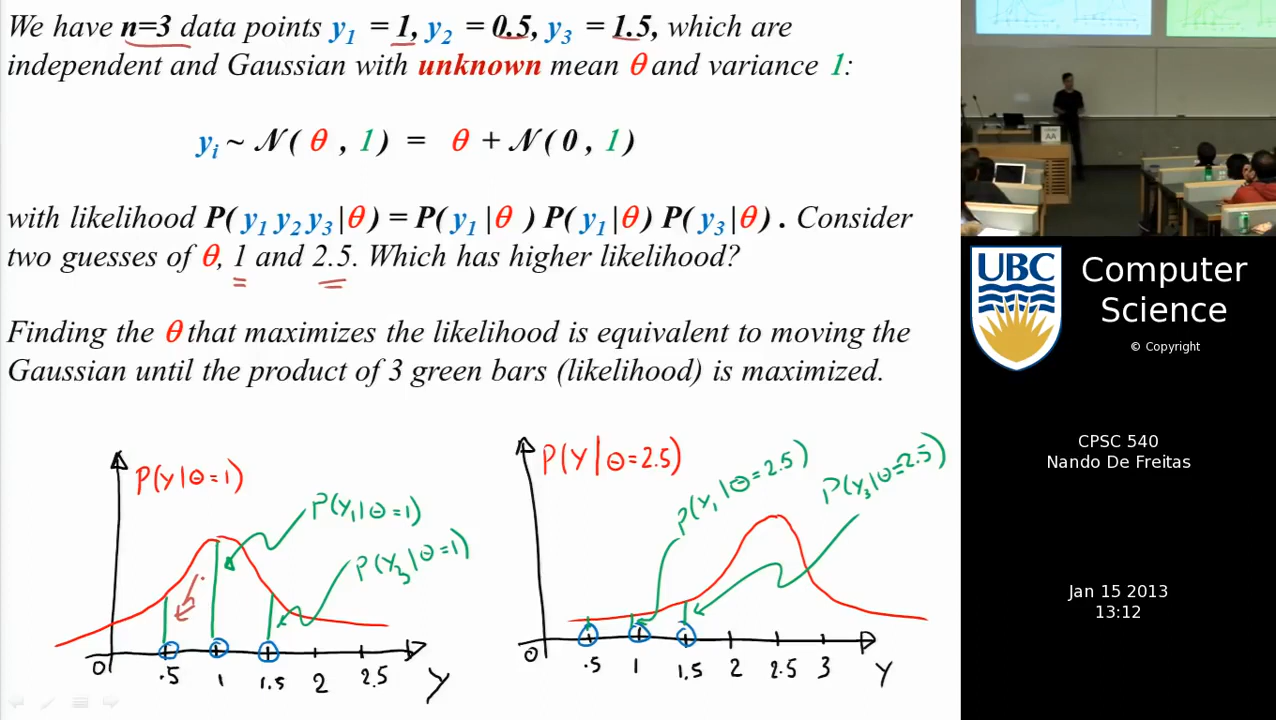 We have n=3 data points y1 = 1, y2 = 0.5, y3 = 1.5, which are
independent and Gaussian with unknown mean θ and variance 1:
yi ~ N( θ , 1 ) = θ + N( 0 , 1 )
with likelihood P( y1 y2 y3 |θ ) = P( y1 |θ ) P( y1 |θ ) P( y3 |θ ) . Consider
two guesses of θ, 1 and 2.5. Which has higher likelihood?
Finding the θ that maximizes the likelihood is equivalent to moving the
Gaussian until the product of 3 green bars (likelihood) is maximized.
P(Y|θ=1)
P(Y1|θ=1)
P(Y3|θ=1)
0
.5
1
1.5
2
2.5
Y
P(Y|θ=2.5)
P(Y1|θ=2.5)
P(Y3|θ=2.5)
0
.5
1
1.5
2
2.5
3
Y
UBC
Computer
Science
© Copyright
CPSC 540
Nando De Freitas
Jan 15 2013
13:12